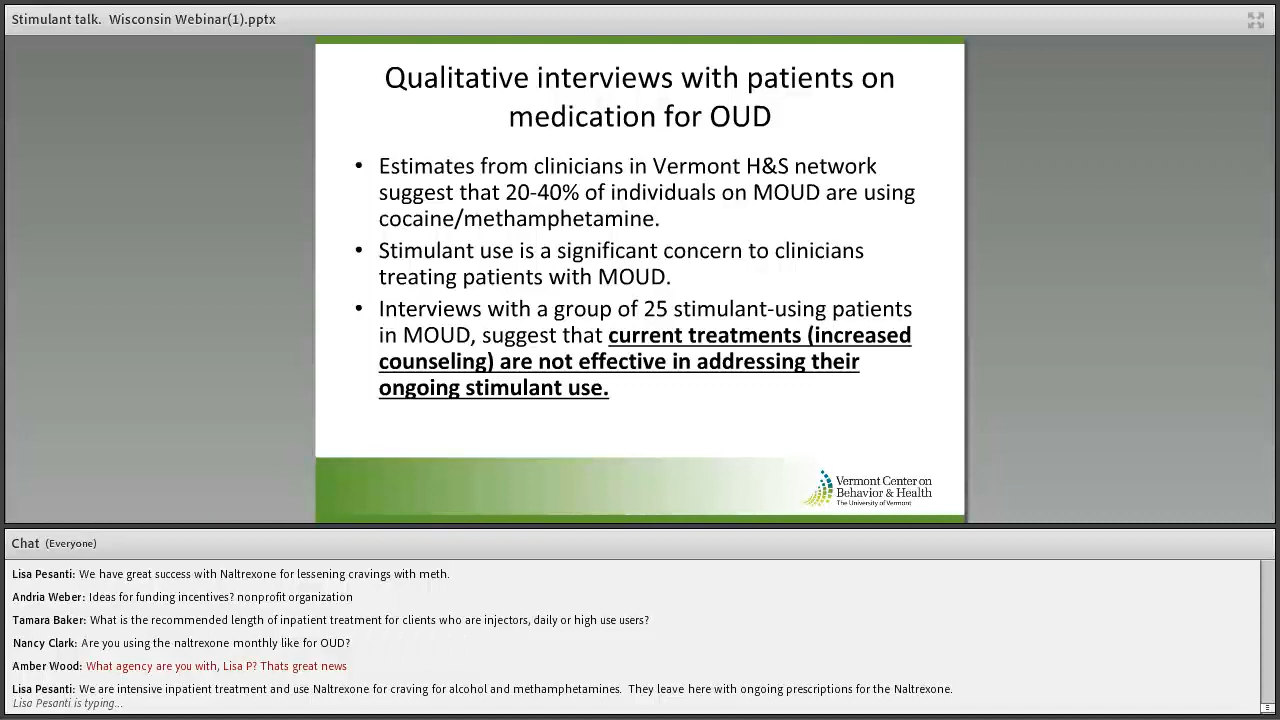 Stimulant talk.  Wisconsin Webinar(1).pptx
Qualitative interviews with patients on
medication for OUD
• Estimates from clinicians in Vermont H&S network
suggest that 20-40% of individuals on MOUD are using
cocaine/methamphetamine.
• Stimulant use is a significant concern to clinicians
treating patients with MOUD.
• Interviews with a group of 25 stimulant-using patients
in MOUD, suggest that current treatments (increased
counseling) are not effective in addressing their
ongoing stimulant use.
Vermont Center on
Behavior & Health
The University of Vermont
Chat (Everyone)
Lisa Pesanti: We have great success with Naltrexone for lessening cravings with meth.
Andria Weber: Ideas for funding incentives? nonprofit organization
Tamara Baker: What is the recommended length of inpatient treatment for clients who are injectors, daily or high use users?
Nancy Clark: Are you using the naltrexone monthly like for OUD?
Amber Wood: What agency are you with, Lisa P? Thats great news
Lisa Pesanti: We are intensive inpatient treatment and use Naltrexone for craving for alcohol and methamphetamines.  They leave here with ongoing prescriptions for the Naltrexone.
Lisa Pesanti is typing...